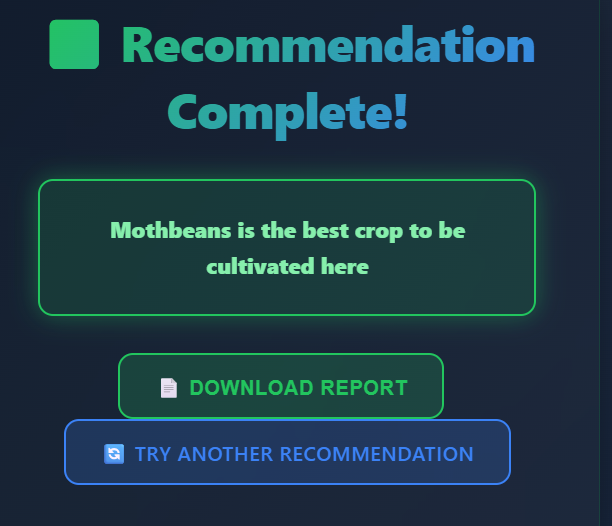 Recommendation
Complete!
Mothbeans is the best crop to be
cultivated here
DOWNLOAD REPORT
TRY ANOTHER RECOMMENDATION